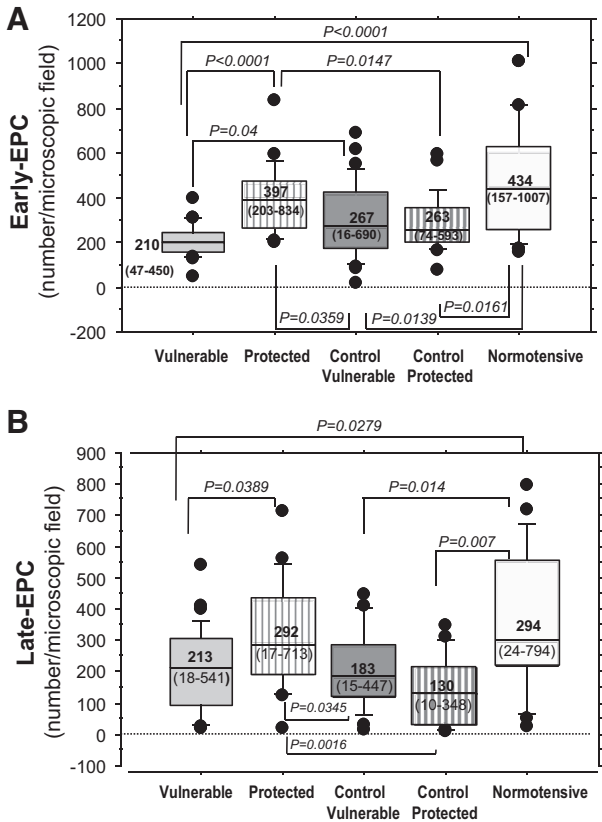 A
Early-EPC
(number/microscopic field)
1200
1000
800
600
400
200
0
-200
P<0.0001
P<0.0001
P=0.0147
P=0.04
210
(47-450)
397
(203-834)
267
(16-690)
263
(74-593)
434
(157-1007)
P=0.0359
P=0.0139
P=0.0161
Vulnerable
Protected
Control
Vulnerable
Control
Protected
Normotensive
B
Late-EPC
(number/microscopic field)
900
800
700
600
500
400
300
200
100
0
-100
P=0.0279
P=0.0389
P=0.014
P=0.007
213
(18-541)
292
(17-713)
183
(15-447)
130
(10-348)
294
(24-794)
P=0.0345
P=0.0016
Vulnerable
Protected
Control
Vulnerable
Control
Protected
Normotensive